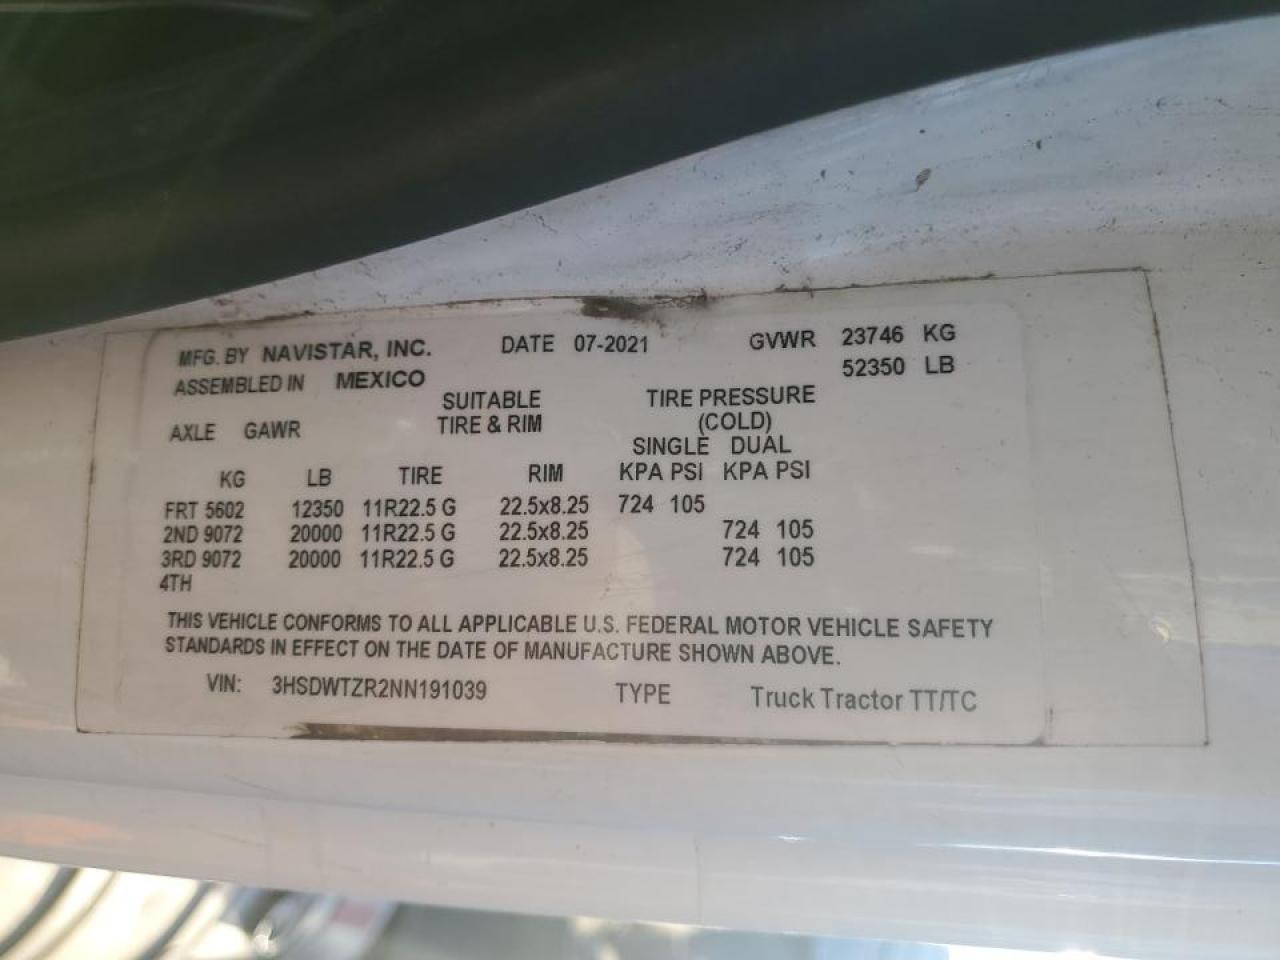 MFG. BY NAVISTAR, INC. DATE 07-2021 GVWR 23746 KG
ASSEMBLED IN MEXICO 52350 LB
SUITABLE TIRE PRESSURE
AXLE GAWR TIRE & RIM (COLD)
SINGLE DUAL
KG LB TIRE RIM KPA PSI KPA PSI
FRT 5602 12350 11R22.5 G 22.5x8.25 724 105
2ND 9072 20000 11R22.5 G 22.5x8.25 724 105
3RD 9072 20000 11R22.5 G 22.5x8.25 724 105
4TH
THIS VEHICLE CONFORMS TO ALL APPLICABLE U.S. FEDERAL MOTOR VEHICLE SAFETY
STANDARDS IN EFFECT ON THE DATE OF MANUFACTURE SHOWN ABOVE.
VIN: 3HSDWTZR2NN191039 TYPE Truck Tractor TT/TC